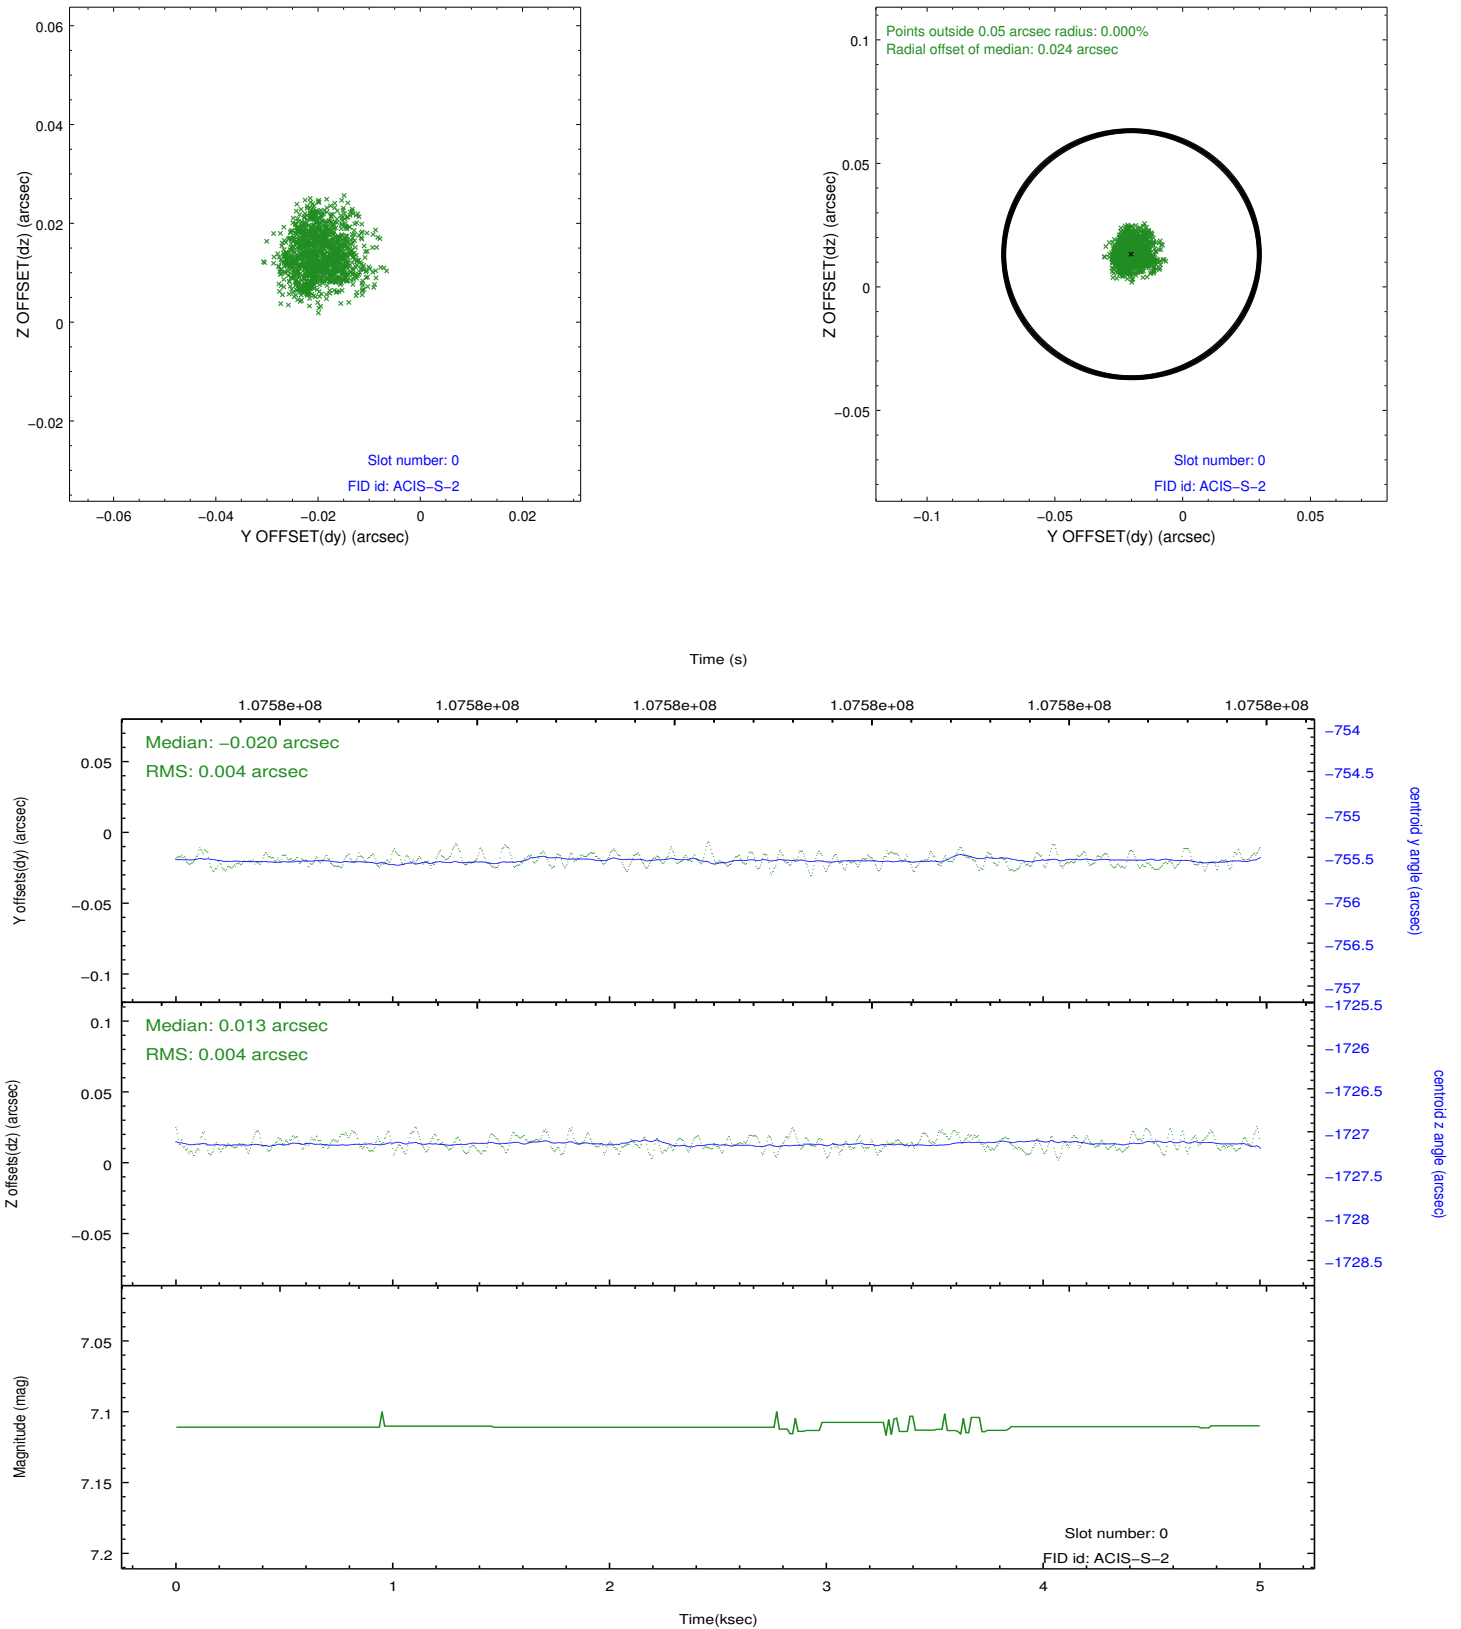 0.06
0.04
0.02
0
−0.02
Z OFFSET(dz) (arcsec)
Slot number: 0
FID id: ACIS−S−2
−0.06
−0.04
−0.02
0
0.02
Y OFFSET(dy) (arcsec)
Points outside 0.05 arcsec radius: 0.000%
Radial offset of median: 0.024 arcsec
0.1
0.05
0
−0.05
Z OFFSET(dz) (arcsec)
Slot number: 0
FID id: ACIS−S−2
−0.1
−0.05
0
0.05
Y OFFSET(dy) (arcsec)
Time (s)
1.0758e+08
1.0758e+08
1.0758e+08
1.0758e+08
1.0758e+08
1.0758e+08
Median: −0.020 arcsec
RMS: 0.004 arcsec
0.05
0
−0.05
−0.1
Y offsets(dy) (arcsec)
−754
−754.5
−755
−755.5
−756
−756.5
−757
centroid y angle (arcsec)
Median: 0.013 arcsec
RMS: 0.004 arcsec
0.1
0.05
0
−0.05
Z offsets(dz) (arcsec)
−1725.5
−1726
−1726.5
−1727
−1727.5
−1728
−1728.5
centroid z angle (arcsec)
7.05
7.1
7.15
7.2
Magnitude (mag)
Slot number: 0
FID id: ACIS−S−2
0
1
2
3
4
5
Time(ksec)